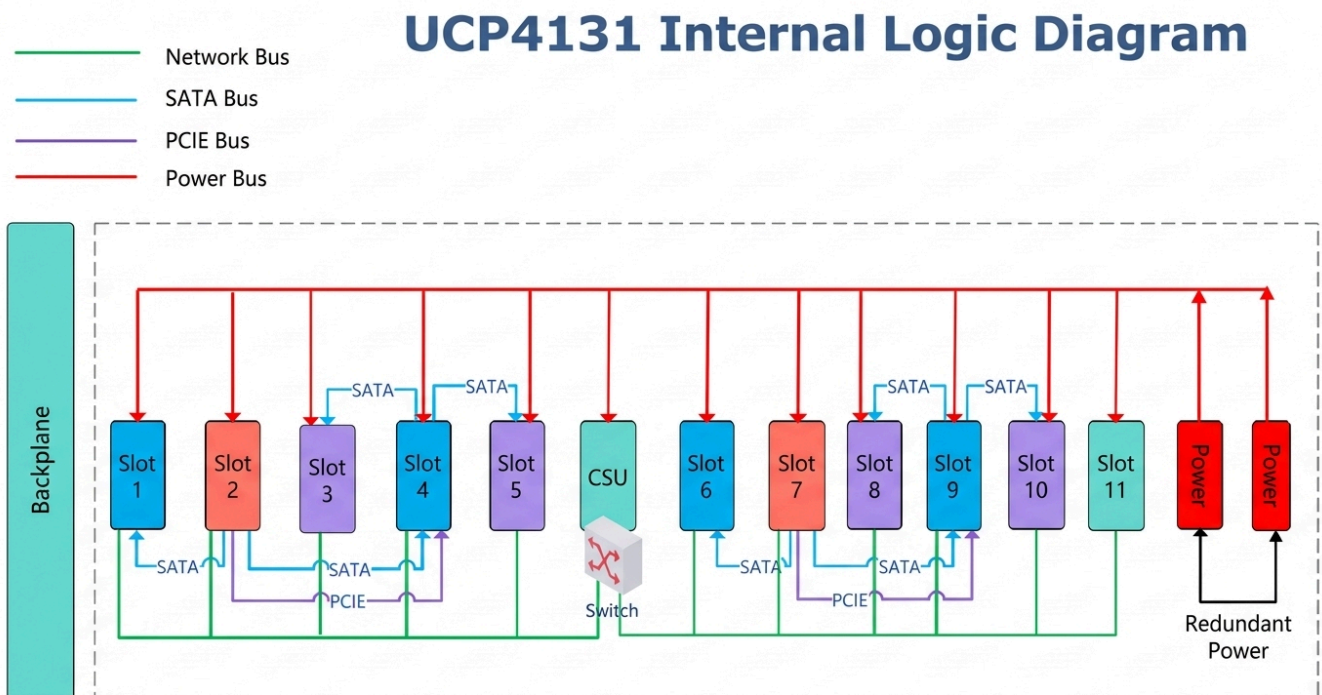 UCP4131 Internal Logic Diagram
Network Bus
SATA Bus
PCIE Bus
Power Bus
Backplane
SATA
SATA
SATA
SATA
Slot
1
Slot
2
Slot
3
Slot
4
Slot
5
CSU
Slot
6
Slot
7
Slot
8
Slot
9
Slot
10
Slot
11
Power
Power
SATA
SATA
PCIE
Switch
SATA
SATA
PCIE
Redundant
Power